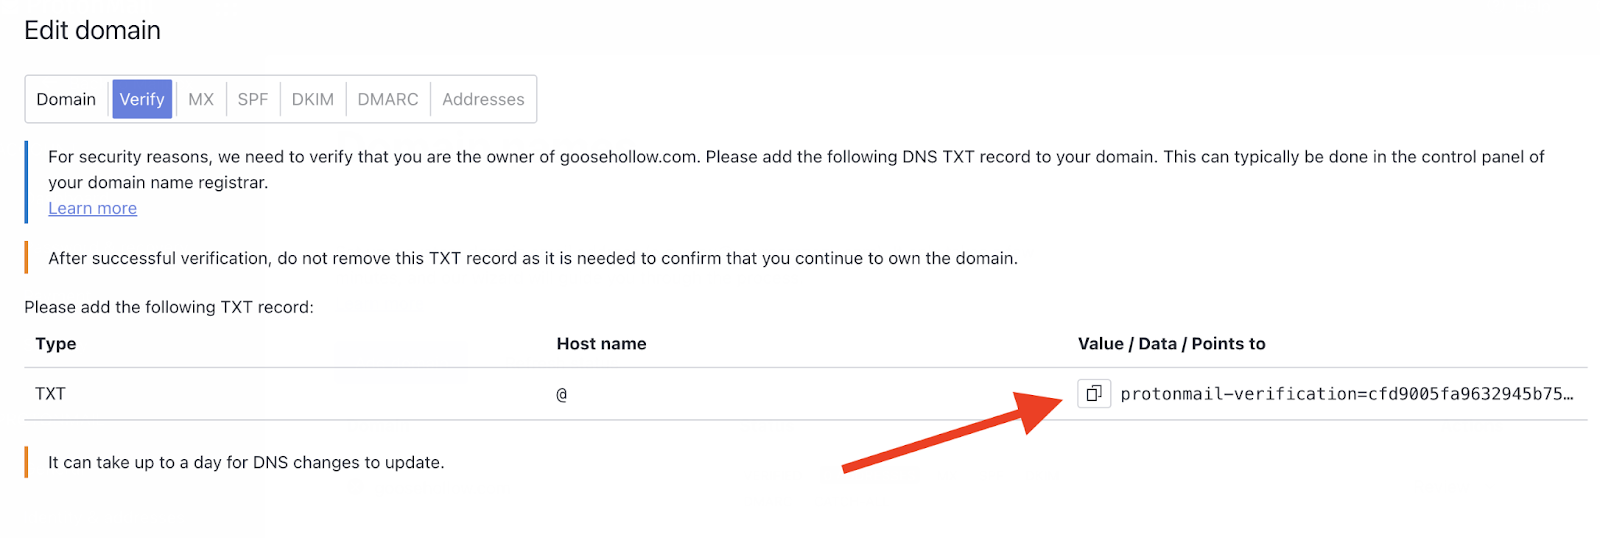 Edit domain
Domain Verify MX SPF DKIM DMARC Addresses
For security reasons, we need to verify that you are the owner of goosehollow.com. Please add the following DNS TXT record to your domain. This can typically be done in the control panel of
your domain name registrar.
Learn more
After successful verification, do not remove this TXT record as it is needed to confirm that you continue to own the domain.
Please add the following TXT record:
Type Host name Value / Data / Points to
TXT @ protonmail-verification=cfd9005fa9632945b75…
It can take up to a day for DNS changes to update.